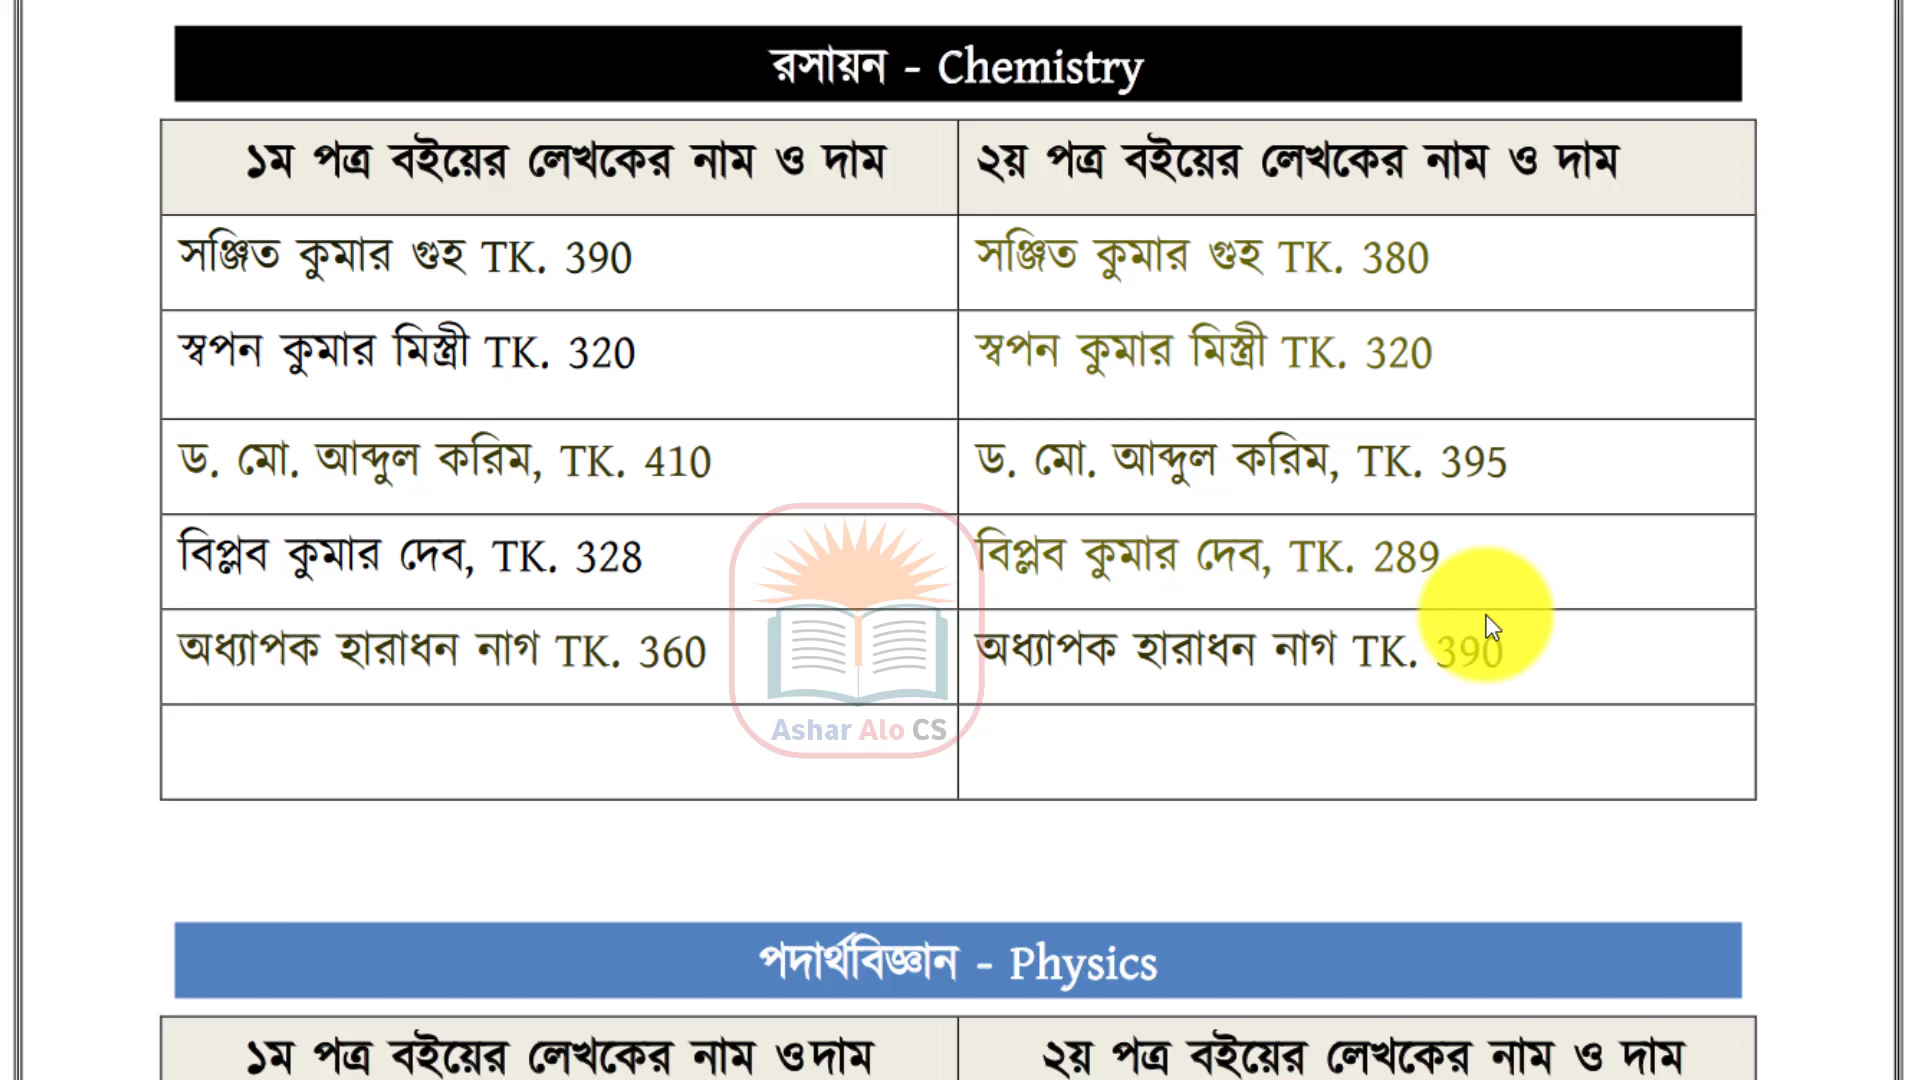 রসায়ন - Chemistry
১ম পত্র বইয়ের লেখকের নাম ও দাম
২য় পত্র বইয়ের লেখকের নাম ও দাম
সঞ্জিত কুমার গুহ TK. 390
সঞ্জিত কুমার গুহ TK. 380
স্বপন কুমার মিস্ত্রী TK. 320
স্বপন কুমার মিস্ত্রী TK. 320
ড. মো. আব্দুল করিম, TK. 410
ড. মো. আব্দুল করিম, TK. 395
বিপ্লব কুমার দেব, TK. 328
বিপ্লব কুমার দেব, TK. 289
অধ্যাপক হারাধন নাগ TK. 360
অধ্যাপক হারাধন নাগ TK. 390
Ashar Alo CS
পদার্থবিজ্ঞান - Physics
১ম পত্র বইয়ের লেখকের নাম ও দাম
২য় পত্র বইয়ের লেখকের নাম ও দাম